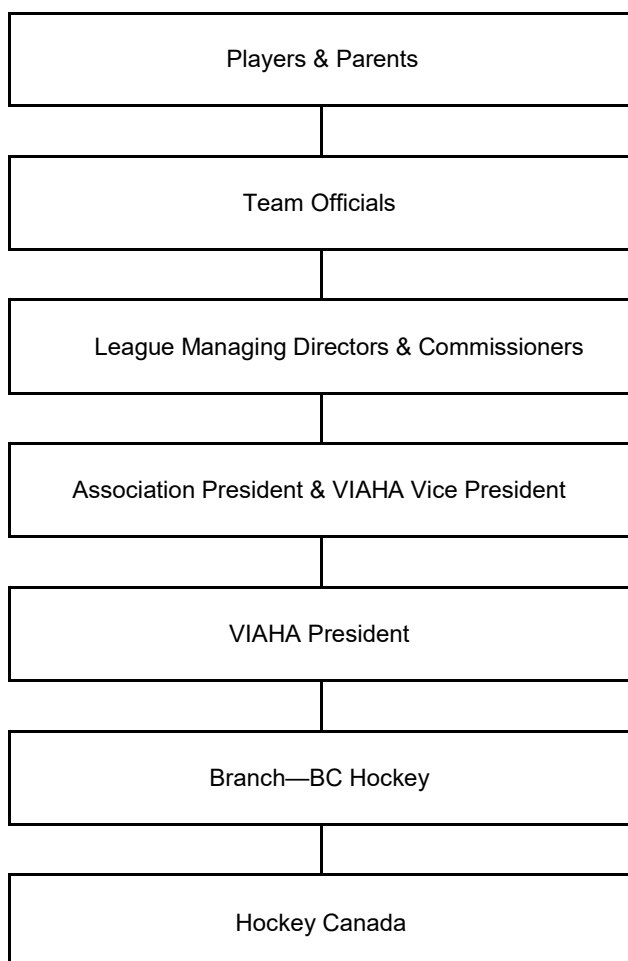 Players & Parents
Team Officials
League Managing Directors & Commissioners
Association President & VIAHA Vice President
VIAHA President
Branch—BC Hockey
Hockey Canada